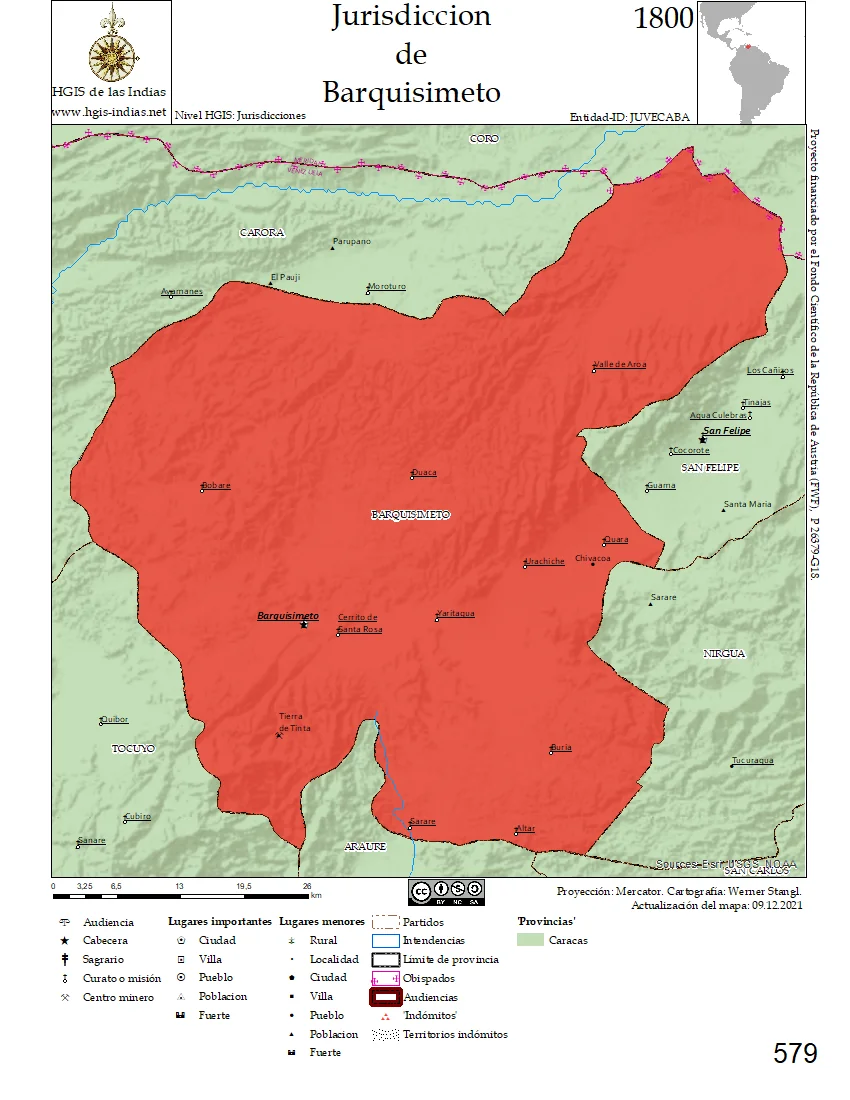 Jurisdiccion
de
Barquisimeto
1800
HGIS de las Indias
www.hgis-indias.net
Nivel HGIS: Jurisdicciones
Entidad-ID: JUVECABA
Proyecto financiado por el Fondo Científico de la República de Austria (FWF), P 26379-G18.
CORO
MERIDA
VENEZUELA
CARORA
Parupano
El Pauji
Ayamanes
Moroturo
Valle de Aroa
Los Cañizos
Tinajas
Agua Culebras
San Felipe
Cocorote
SAN FELIPE
Guama
Santa Maria
Duaca
Bobare
BARQUISIMETO
Quara
Urachiche
Chivacoa
Sarare
Barquisimeto
Cerrito de
Santa Rosa
Yaritagua
NIRGUA
Quibor
Tierra
de Tinta
TOCUYO
Buria
Tucuragua
Cubiro
Sanare
Sarare
Altar
ARAURE
Sources: Esri, USGS, NOAA
SAN CARLOS
0 3,25 6,5 13 19,5 26
km
CC BY NC SA
Proyección: Mercator. Cartografía: Werner Stangl.
Actualización del mapa: 09.12.2021
Audiencia
Cabecera
Sagrario
Curato o misión
Centro minero
Lugares importantes
Ciudad
Villa
Pueblo
Poblacion
Fuerte
Lugares menores
Rural
Localidad
Ciudad
Villa
Pueblo
Poblacion
Fuerte
Partidos
Intendencias
Límite de provincia
Obispados
Audiencias
'Indómitos'
Territorios indómitos
'Provincias'
Caracas
579